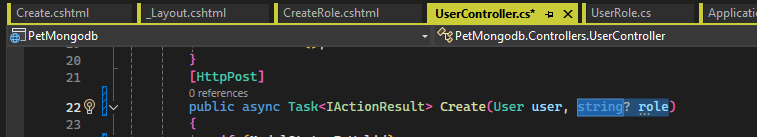 Create.cshtml _Layout.cshtml CreateRole.cshtml UserController.cs* UserRole.cs Applicatio
PetMongodb PetMongodb.Controllers.UserController
20 }
21 [HttpPost]
0 references
22 public async Task<IActionResult> Create(User user, string? role)
23 {